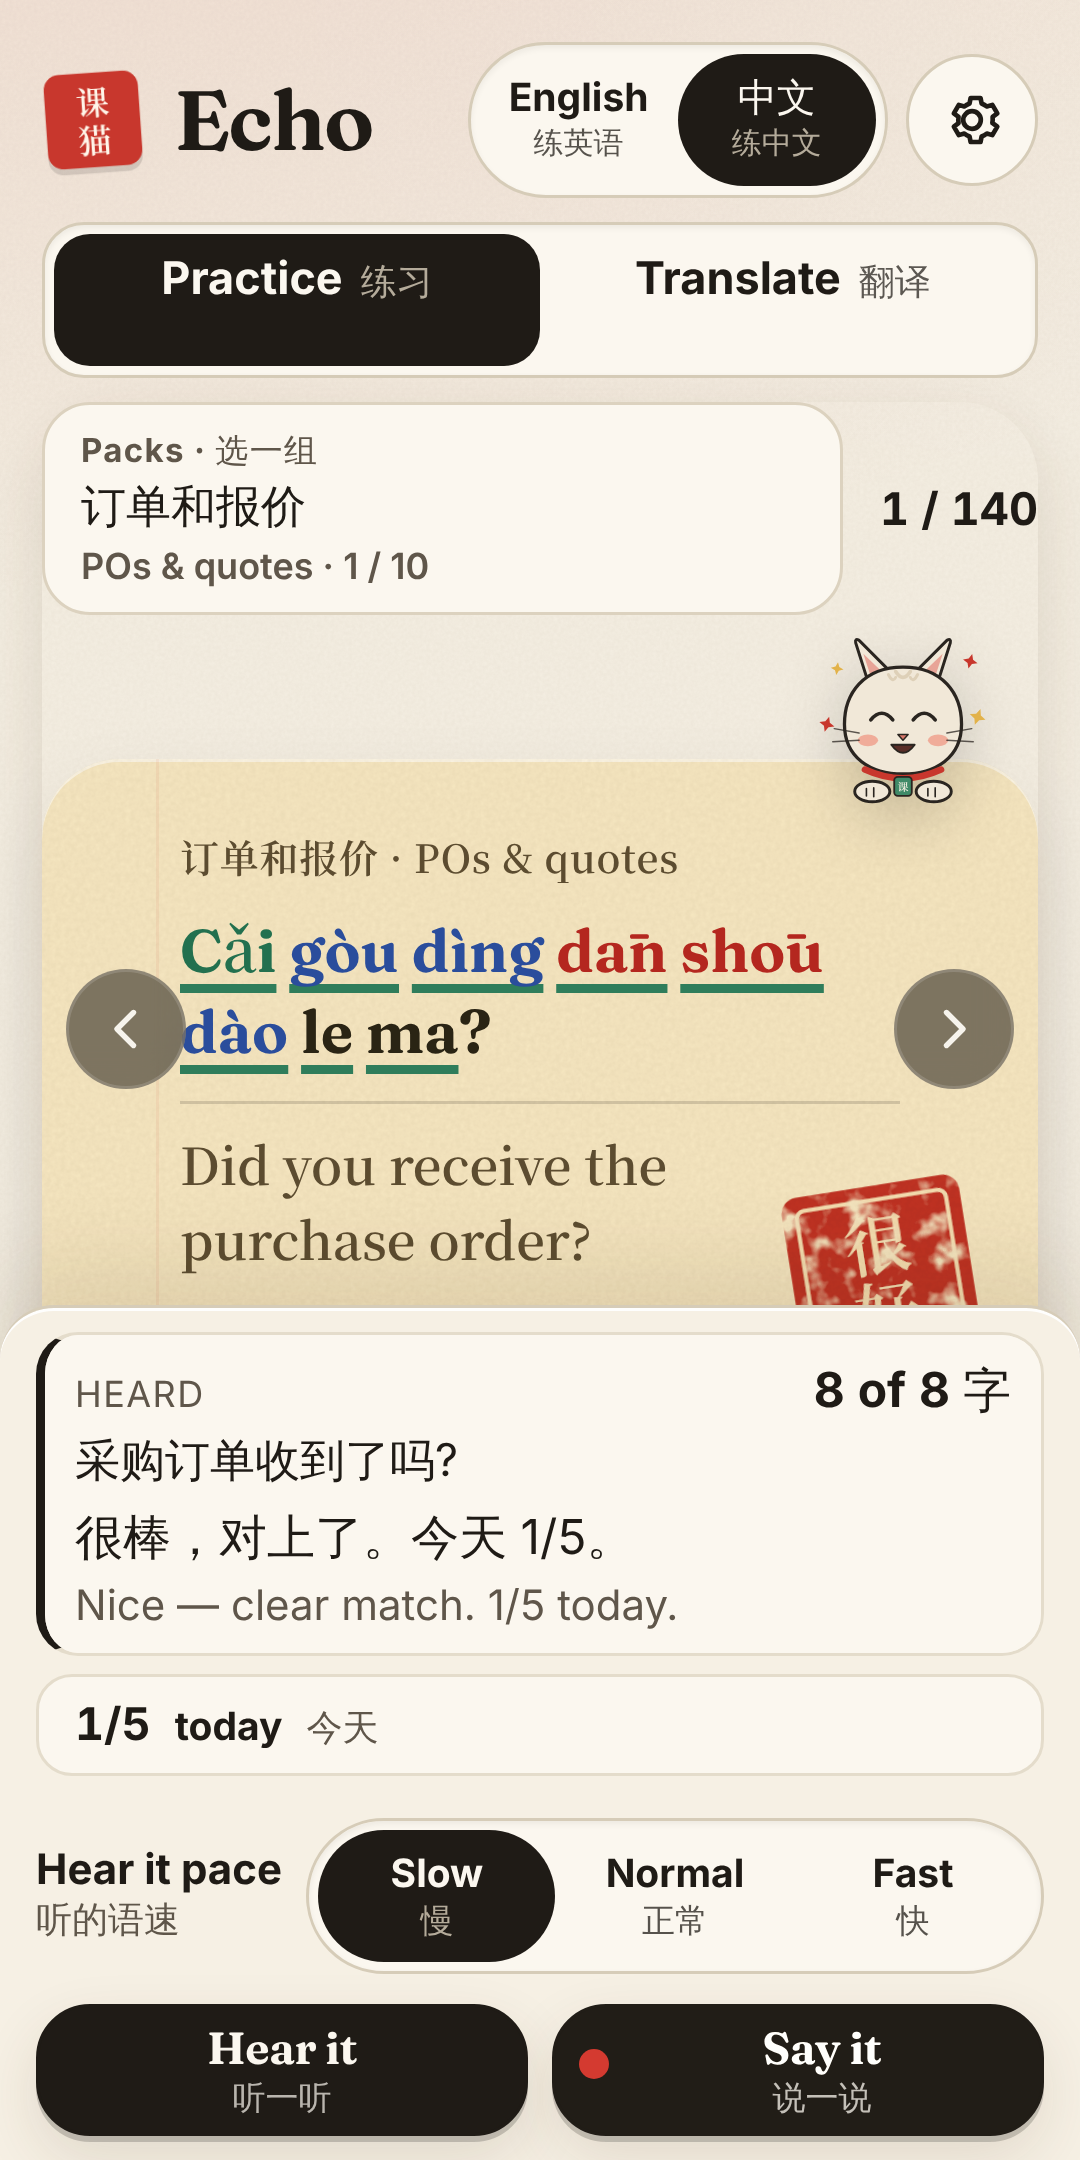 课猫
Echo
English
练英语
中文
练中文
Practice 练习
Translate 翻译
Packs · 选一组
订单和报价
POs & quotes · 1 / 10
1 / 140
课
订单和报价 · POs & quotes
Cǎi gòu dìng dan̄ shoū
dào le ma?
Did you receive the
purchase order?
很
HEARD
8 of 8 字
采购订单收到了吗?
很棒，对上了。今天 1/5。
Nice — clear match. 1/5 today.
1/5 today 今天
Hear it pace
听的语速
Slow
慢
Normal
正常
Fast
快
Hear it
听一听
Say it
说一说